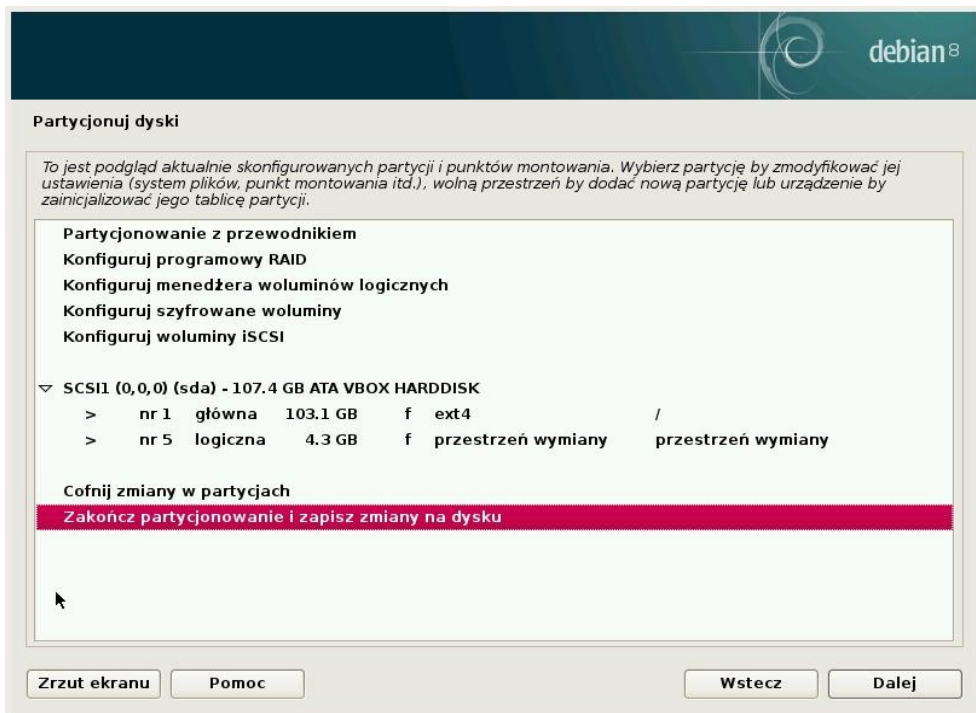 debian 8
Partycjonuj dyski
To jest podgląd aktualnie skonfigurowanych partycji i punktów montowania. Wybierz partycję by zmodyfikować jej
ustawienia (system plików, punkt montowania itd.), wolną przestrzeń by dodać nową partycję lub urządzenie by
zainicjalizować jego tablicę partycji.
Partycjonowanie z przewodnikiem
Konfiguruj programowy RAID
Konfiguruj menedżera woluminów logicznych
Konfiguruj szyfrowane woluminy
Konfiguruj woluminy iSCSI
SCSI1 (0,0,0) (sda) - 107.4 GB ATA VBOX HARDDISK
> nr 1 główna 103.1 GB f ext4 /
> nr 5 logiczna 4.3 GB f przestrzeń wymiany przestrzeń wymiany
Cofnij zmiany w partycjach
Zakończ partycjonowanie i zapisz zmiany na dysku
Zrzut ekranu Pomoc Wstecz Dalej